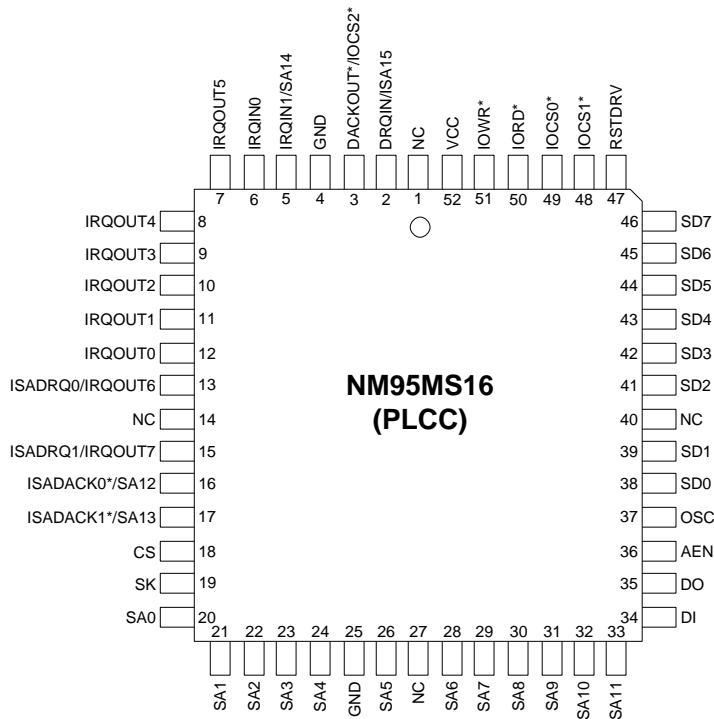 IRQOUT5
IRQIN0
IRQIN1/SA14
GND
DACKOUT*/IOCS2*
DRQIN/ISA15
NC
VCC
IOWR*
IORD*
IOCS0*
IOCS1*
RSTDRV
7 6 5 4 3 2 1 52 51 50 49 48 47
IRQOUT4 8
IRQOUT3 9
IRQOUT2 10
IRQOUT1 11
IRQOUT0 12
ISADRQ0/IRQOUT6 13
NC 14
ISADRQ1/IRQOUT7 15
ISADACK0*/SA12 16
ISADACK1*/SA13 17
CS 18
SK 19
SA0 20
NM95MS16
(PLCC)
46 SD7
45 SD6
44 SD5
43 SD4
42 SD3
41 SD2
40 NC
39 SD1
38 SD0
37 OSC
36 AEN
35 DO
34 DI
21 22 23 24 25 26 27 28 29 30 31 32 33
SA1
SA2
SA3
SA4
GND
SA5
NC
SA6
SA7
SA8
SA9
SA10
SA11